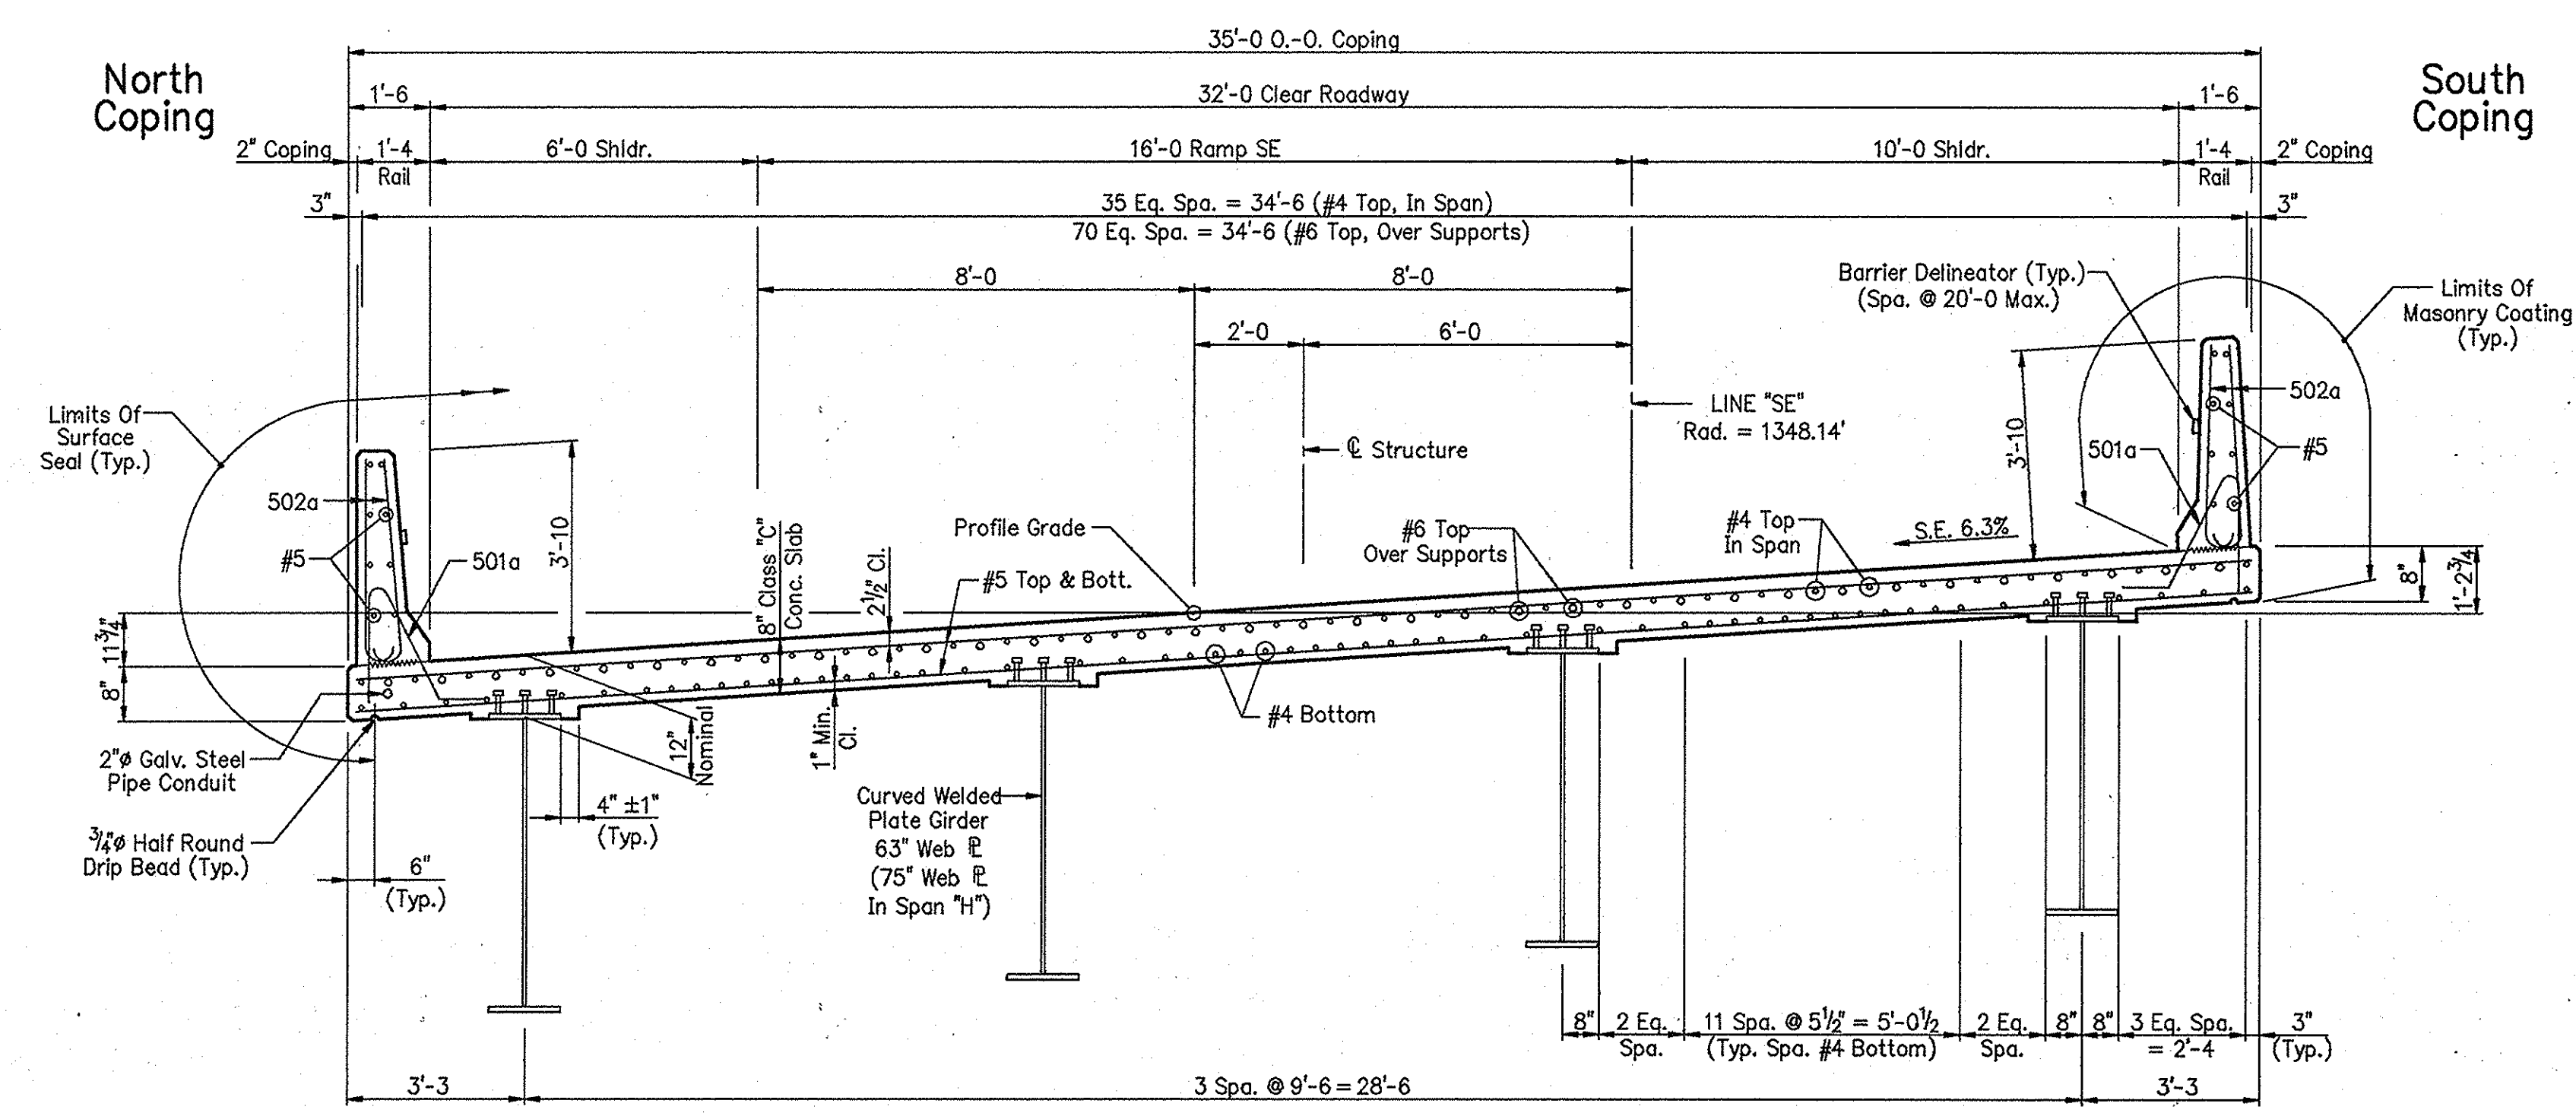 35'-0 O.-O. Coping
North
Coping
South
Coping
1'-6
32'-0 Clear Roadway
1'-6
2" Coping
1'-4
Rail
6'-0 Shldr.
16'-0 Ramp SE
10'-0 Shldr.
1'-4
Rail
2" Coping
3"
35 Eq. Spa. = 34'-6 (#4 Top, In Span)
70 Eq. Spa. = 34'-6 (#6 Top, Over Supports)
3"
8'-0
8'-0
2'-0
6'-0
Barrier Delineator (Typ.)
(Spa. @ 20'-0 Max.)
Limits Of
Masonry Coating
(Typ.)
LINE "SE"
Rad. = 1348.14'
℄ Structure
Limits Of
Surface
Seal (Typ.)
502a
#5
501a
3'-10
8" Class "C"
Conc. Slab
2½" Cl.
Profile Grade
#5 Top & Bott.
#6 Top
Over Supports
#4 Top
In Span
S.E. 6.3%
3'-10
501a
502a
#5
8"
1'-2¾
11¾"
8"
2"ø Galv. Steel
Pipe Conduit
¾"ø Half Round
Drip Bead (Typ.)
6"
(Typ.)
12"
Nominal
4" ±1"
(Typ.)
1" Min.
Cl.
#4 Bottom
Curved Welded
Plate Girder
63" Web ⅊
(75" Web ⅊
In Span "H")
8"
2 Eq.
Spa.
11 Spa. @ 5½" = 5'-0½
(Typ. Spa. #4 Bottom)
2 Eq.
Spa.
8"
8"
3 Eq. Spa.
= 2'-4
3"
(Typ.)
3'-3
3 Spa. @ 9'-6 = 28'-6
3'-3